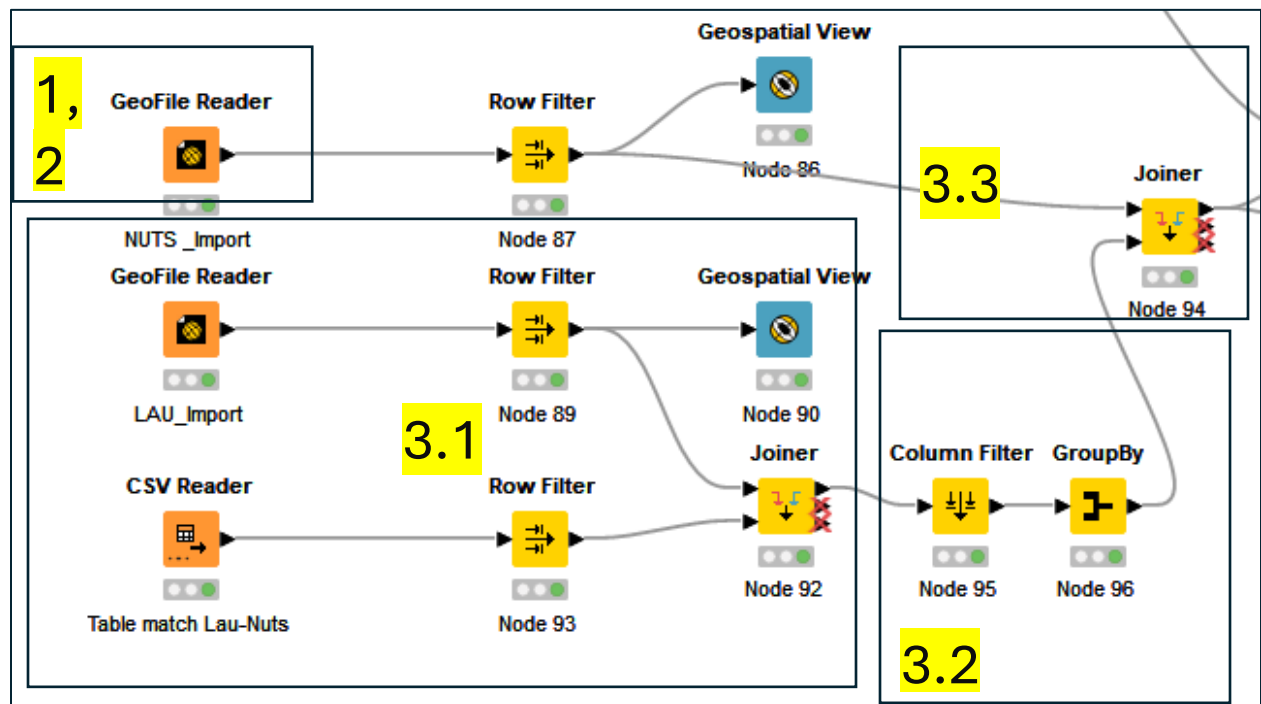 Geospatial View
1,
2
GeoFile Reader
Row Filter
Node 86
3.3
Joiner
NUTS _Import
Node 87
Node 94
GeoFile Reader
Row Filter
Geospatial View
LAU_Import
Node 89
Node 90
3.1
CSV Reader
Row Filter
Joiner
Column Filter
GroupBy
Table match Lau-Nuts
Node 93
Node 92
Node 95
Node 96
3.2